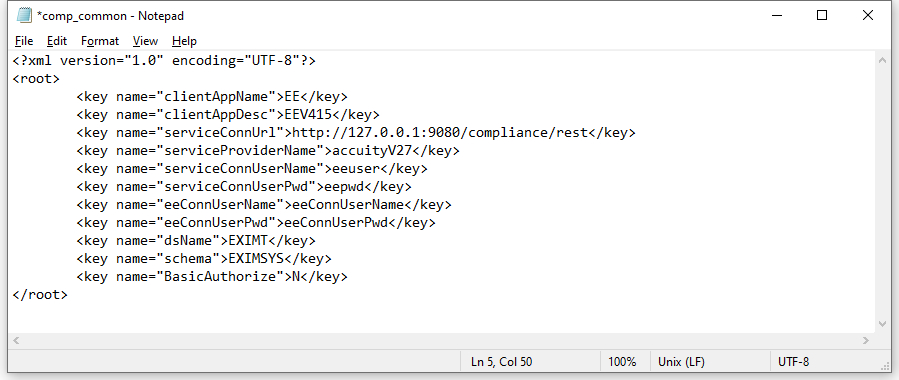 *comp_common - Notepad
File Edit Format View Help
<?xml version="1.0" encoding="UTF-8"?>
<root>
<key name="clientAppName">EE</key>
<key name="clientAppDesc">EEV415</key>
<key name="serviceConnUrl">http://127.0.0.1:9080/compliance/rest</key>
<key name="serviceProviderName">accuityV27</key>
<key name="serviceConnUserName">eeuser</key>
<key name="serviceConnUserPwd">eepwd</key>
<key name="eeConnUserName">eeConnUserName</key>
<key name="eeConnUserPwd">eeConnUserPwd</key>
<key name="dsName">EXIMT</key>
<key name="schema">EXIMSYS</key>
<key name="BasicAuthorize">N</key>
</root>
Ln 5, Col 50 100% Unix (LF) UTF-8